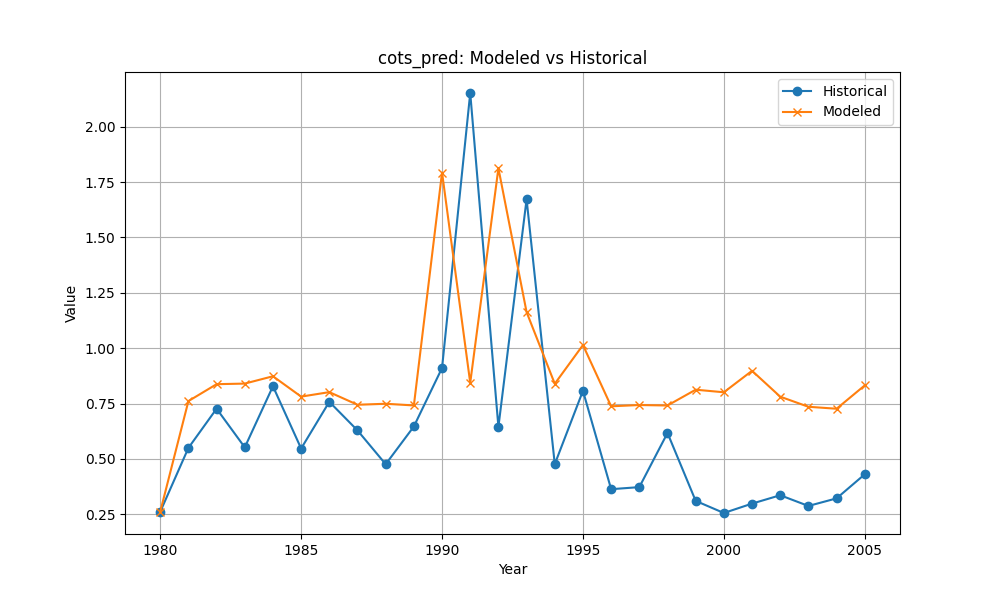 cots_pred: Modeled vs Historical
Historical
Modeled
Value
2.00
1.75
1.50
1.25
1.00
0.75
0.50
0.25
1980 1985 1990 1995 2000 2005
Year